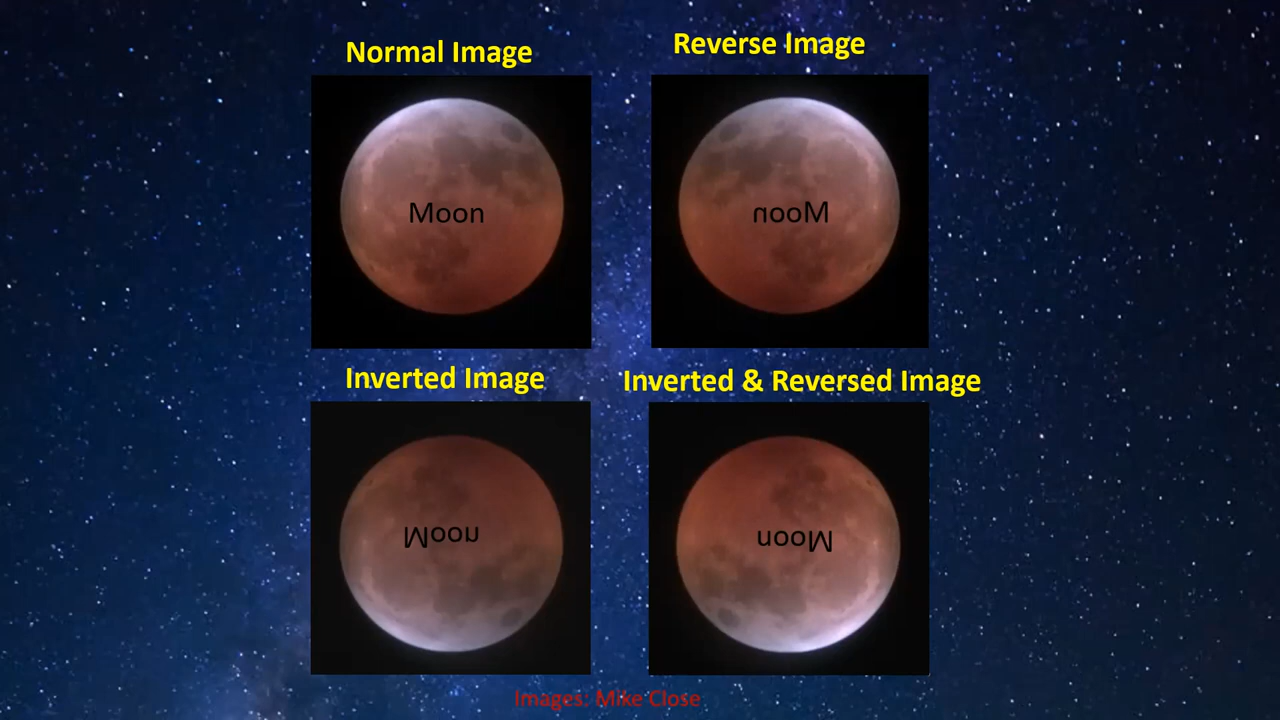 Normal Image
Reverse Image
Moon
Moon
Inverted Image
Inverted & Reversed Image
Moon
Moon
Images: Mike Close